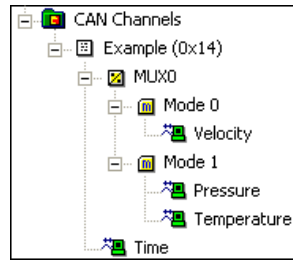 CAN Channels
Example (0x14)
MUX0
Mode 0
Velocity
Mode 1
Pressure
Temperature
Time